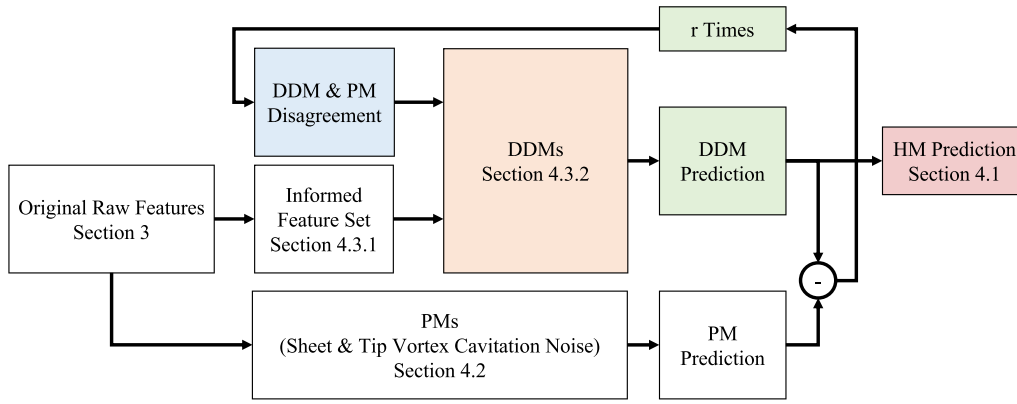 r Times
DDM & PM
Disagreement
DDMs
Section 4.3.2
DDM
Prediction
HM Prediction
Section 4.1
Original Raw Features
Section 3
Informed
Feature Set
Section 4.3.1
-
PMs
(Sheet & Tip Vortex Cavitation Noise)
Section 4.2
PM
Prediction